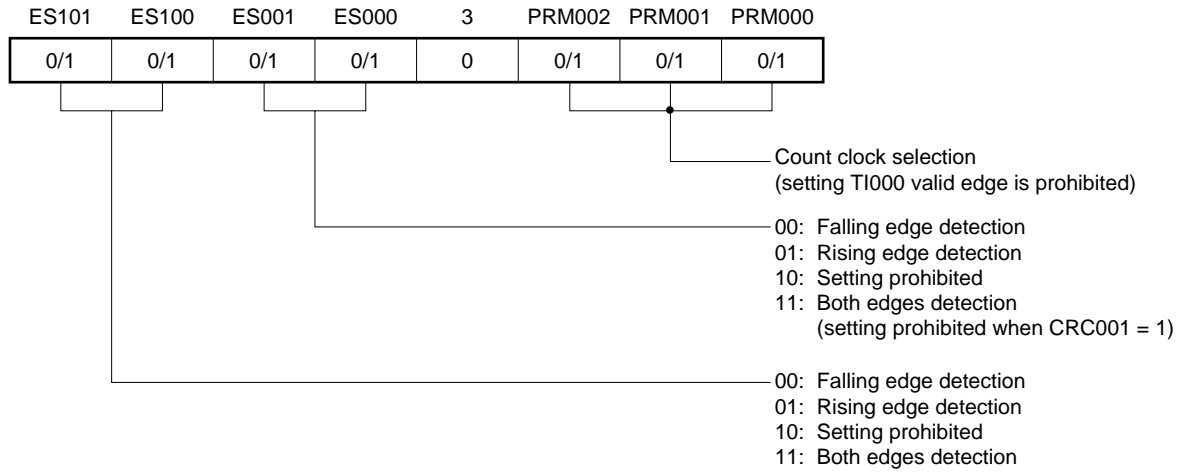 ES101 ES100 ES001 ES000 3 PRM002 PRM001 PRM000
0/1 0/1 0/1 0/1 0 0/1 0/1 0/1
Count clock selection
(setting TI000 valid edge is prohibited)
00: Falling edge detection
01: Rising edge detection
10: Setting prohibited
11: Both edges detection
(setting prohibited when CRC001 = 1)
00: Falling edge detection
01: Rising edge detection
10: Setting prohibited
11: Both edges detection